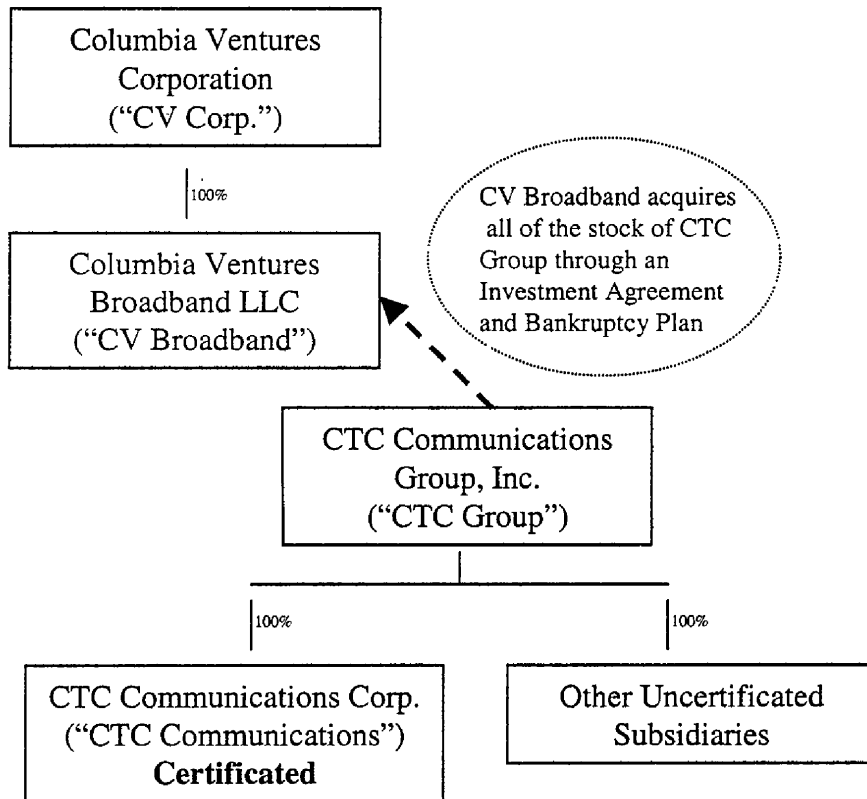 Columbia Ventures
Corporation
(“CV Corp.”)
100%
Columbia Ventures
Broadband LLC
(“CV Broadband”)
CV Broadband acquires
all of the stock of CTC
Group through an
Investment Agreement
and Bankruptcy Plan
CTC Communications
Group, Inc.
(“CTC Group”)
100%
100%
CTC Communications Corp.
(“CTC Communications”)
Certificated
Other Uncertificated
Subsidiaries